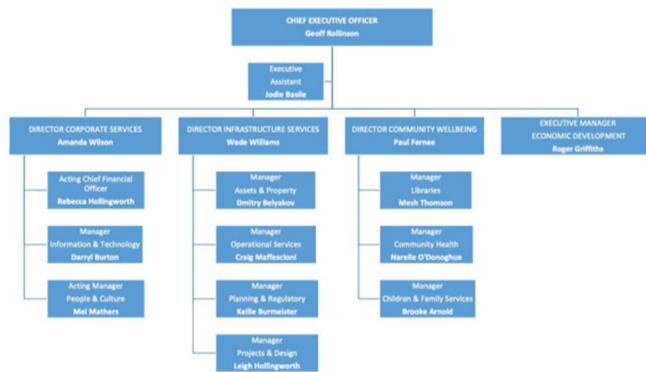 CHIEF EXECUTIVE OFFICER
Geoff Rollinson
Executive
Assistant
Jodie Basile
DIRECTOR CORPORATE SERVICES
Amanda Wilson
DIRECTOR INFRASTRUCTURE SERVICES
Wade Williams
DIRECTOR COMMUNITY WELLBEING
Paul Fernee
EXECUTIVE MANAGER
ECONOMIC DEVELOPMENT
Roger Griffiths
Acting Chief Financial
Officer
Rebecca Hollingworth
Manager
Information & Technology
Darryl Burton
Acting Manager
People & Culture
Mel Mathers
Manager
Assets & Property
Dmitry Belyakov
Manager
Operational Services
Craig Maffescioni
Manager
Planning & Regulatory
Kellie Burmeister
Manager
Projects & Design
Leigh Hollingworth
Manager
Libraries
Mesh Thomson
Manager
Community Health
Narelle O'Donoghue
Manager
Children & Family Services
Brooke Arnold